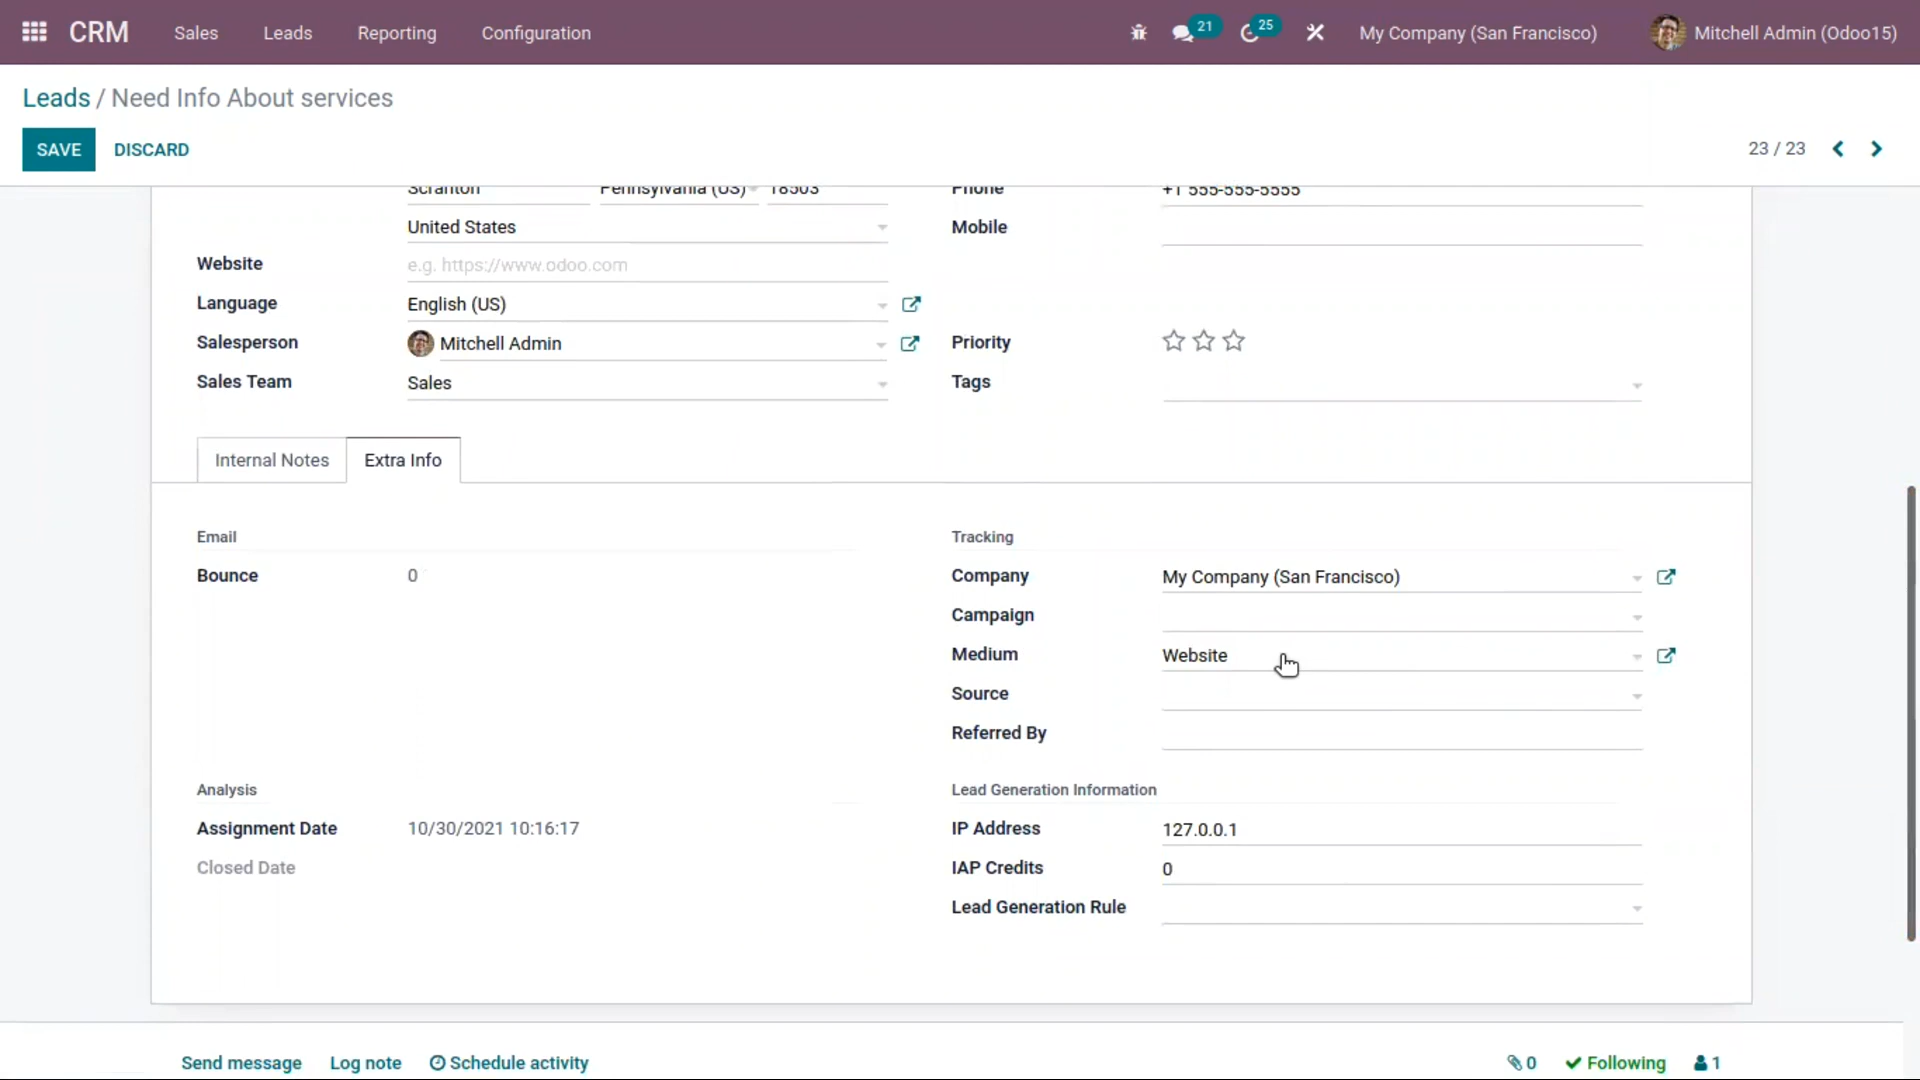 CRM Sales Leads Reporting Configuration 21 25 My Company (San Francisco) Mitchell Admin (Odoo15)
Leads / Need Info About services
SAVE DISCARD 23 / 23
Scranton Pennsylvania (US) 18503 Phone +1 555-555-5555
United States Mobile
Website e.g. https://www.odoo.com
Language English (US)
Salesperson Mitchell Admin Priority
Sales Team Sales Tags
Internal Notes Extra Info
Email Tracking
Bounce 0 Company My Company (San Francisco)
Campaign
Medium Website
Source
Referred By
Analysis Lead Generation Information
Assignment Date 10/30/2021 10:16:17 IP Address 127.0.0.1
Closed Date IAP Credits 0
Lead Generation Rule
Send message Log note Schedule activity 0 Following 1